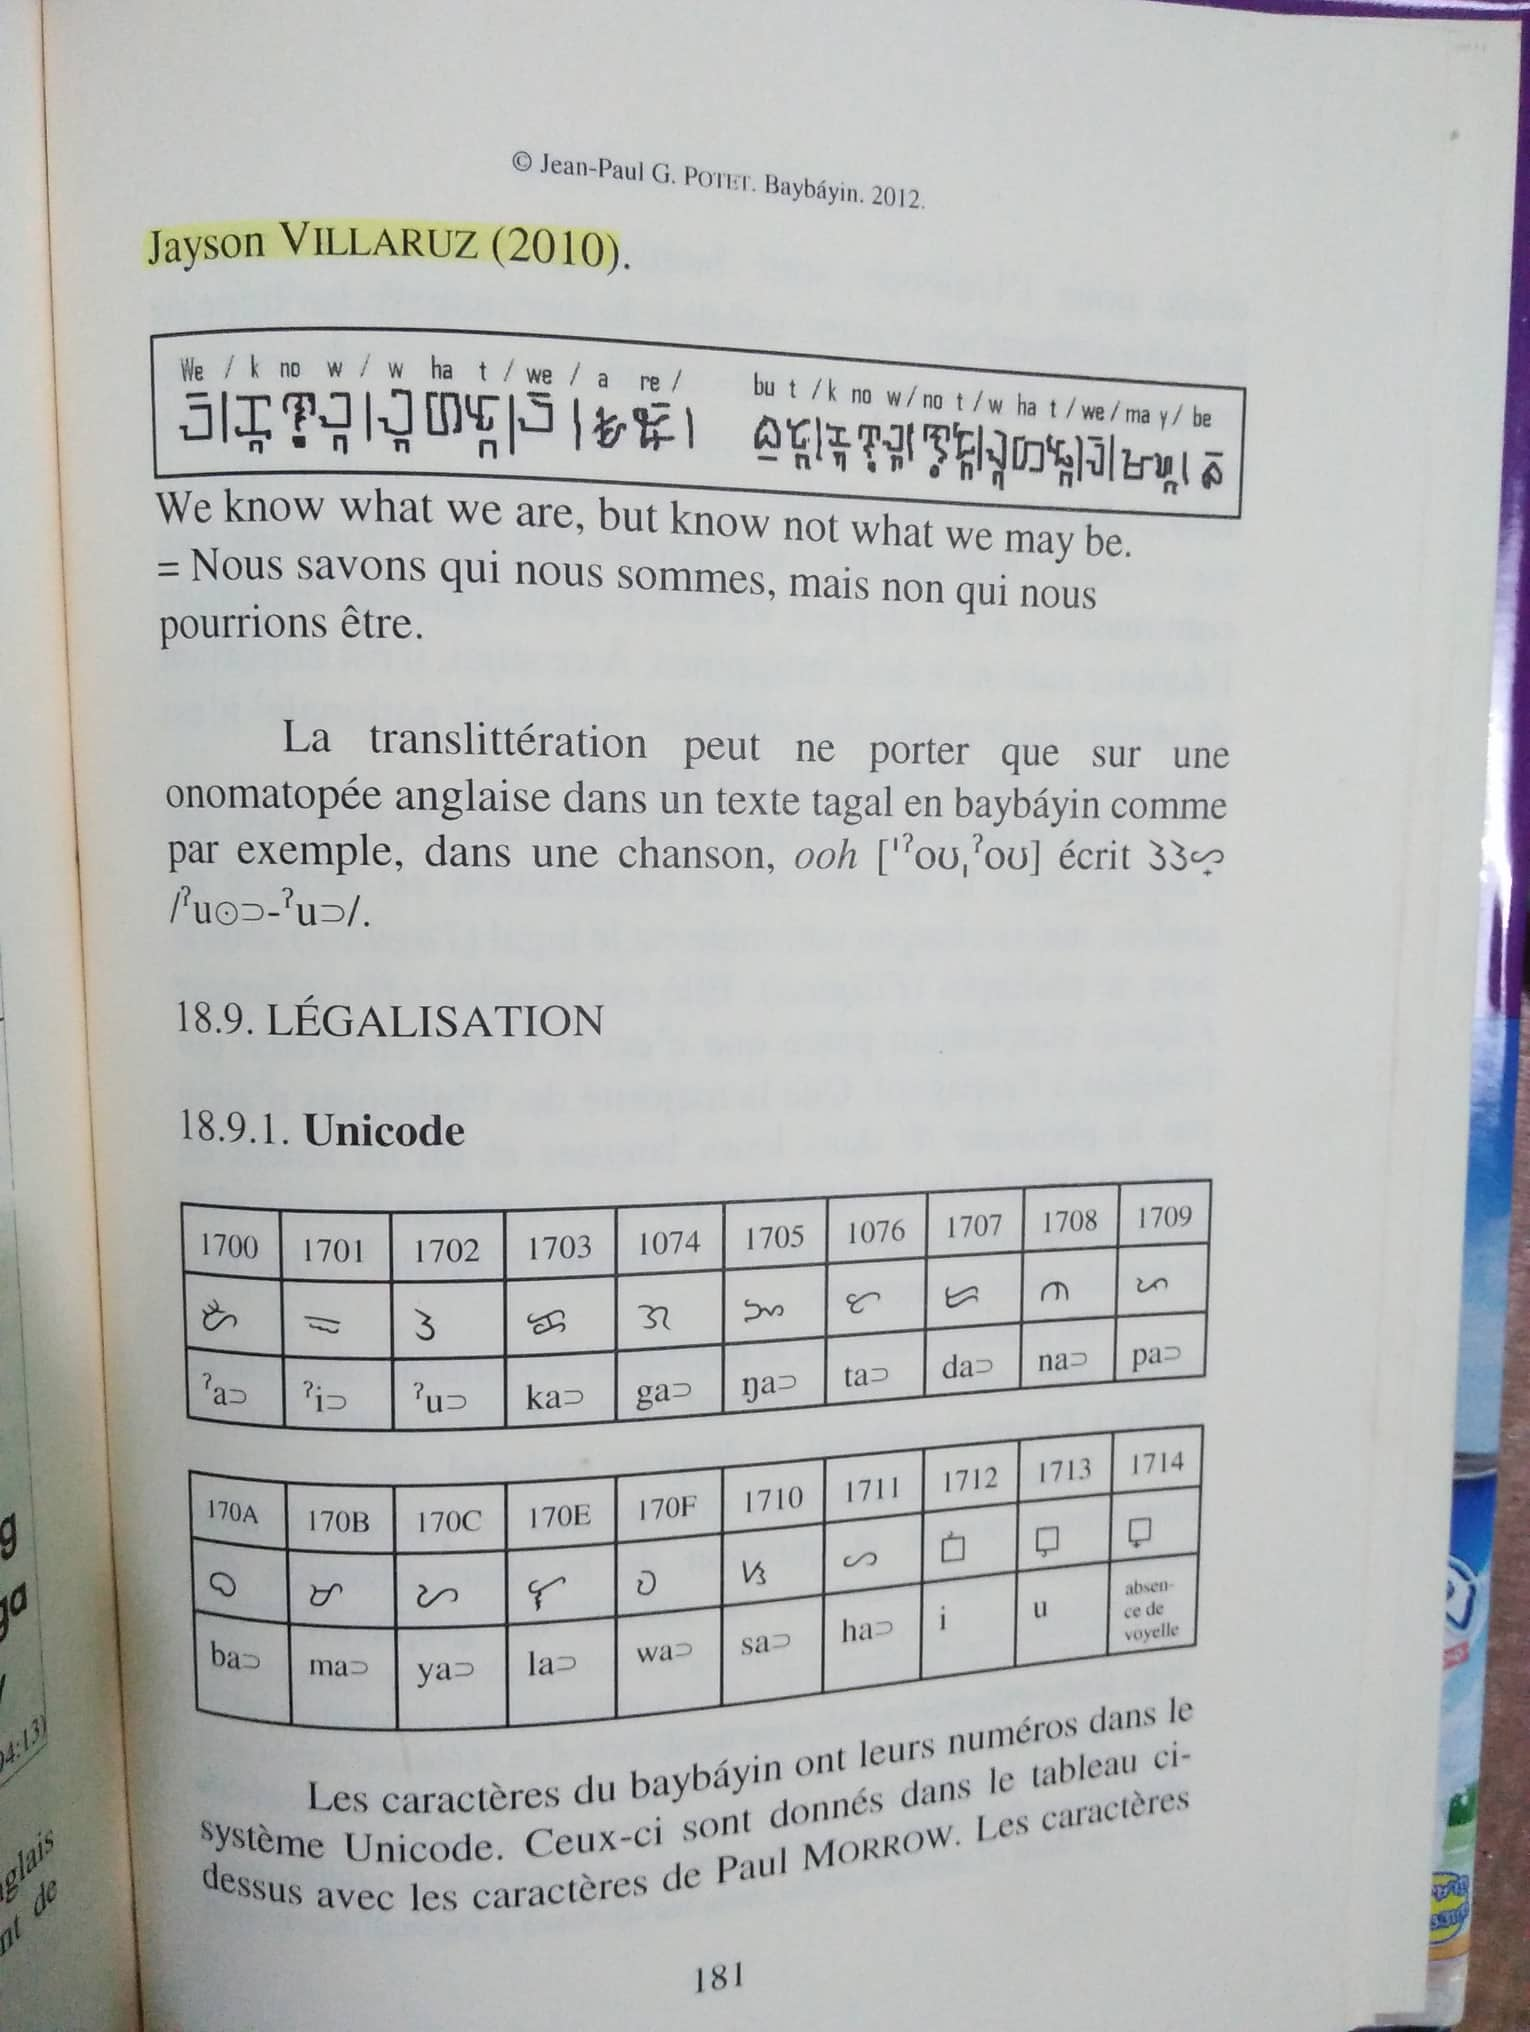 © Jean-Paul G. POTET. Baybáyin. 2012.
Jayson VILLARUZ (2010).
We / k no w / w ha t / we / a re / bu t / k no w / no t / w ha t / we / ma y / be
We know what we are, but know not what we may be.
= Nous savons qui nous sommes, mais non qui nous
pourrions être.
La translittération peut ne porter que sur une
onomatopée anglaise dans un texte tagal en baybáyin comme
par exemple, dans une chanson, ooh [ˈˀoʊˌˀoʊ] écrit ᜂᜂᜑ᜔
/ˀu⊙⊃-ˀu⊃/.
18.9. LÉGALISATION
18.9.1. Unicode
1700 1701 1702 1703 1074 1705 1076 1707 1708 1709
ᜀ ᜁ ᜂ ᜃ ᜄ ᜅ ᜆ ᜇ ᜈ ᜉ
ˀa⊃ ˀi⊃ ˀu⊃ ka⊃ ga⊃ ŋa⊃ ta⊃ da⊃ na⊃ pa⊃
170A 170B 170C 170E 170F 1710 1711 1712 1713 1714
ᜊ ᜋ ᜌ ᜎ ᜏ ᜐ ᜑ
ba⊃ ma⊃ ya⊃ la⊃ wa⊃ sa⊃ ha⊃ i u absen-
ce de
voyelle
Les caractères du baybáyin ont leurs numéros dans le
système Unicode. Ceux-ci sont donnés dans le tableau ci-
dessus avec les caractères de Paul MORROW. Les caractères
181